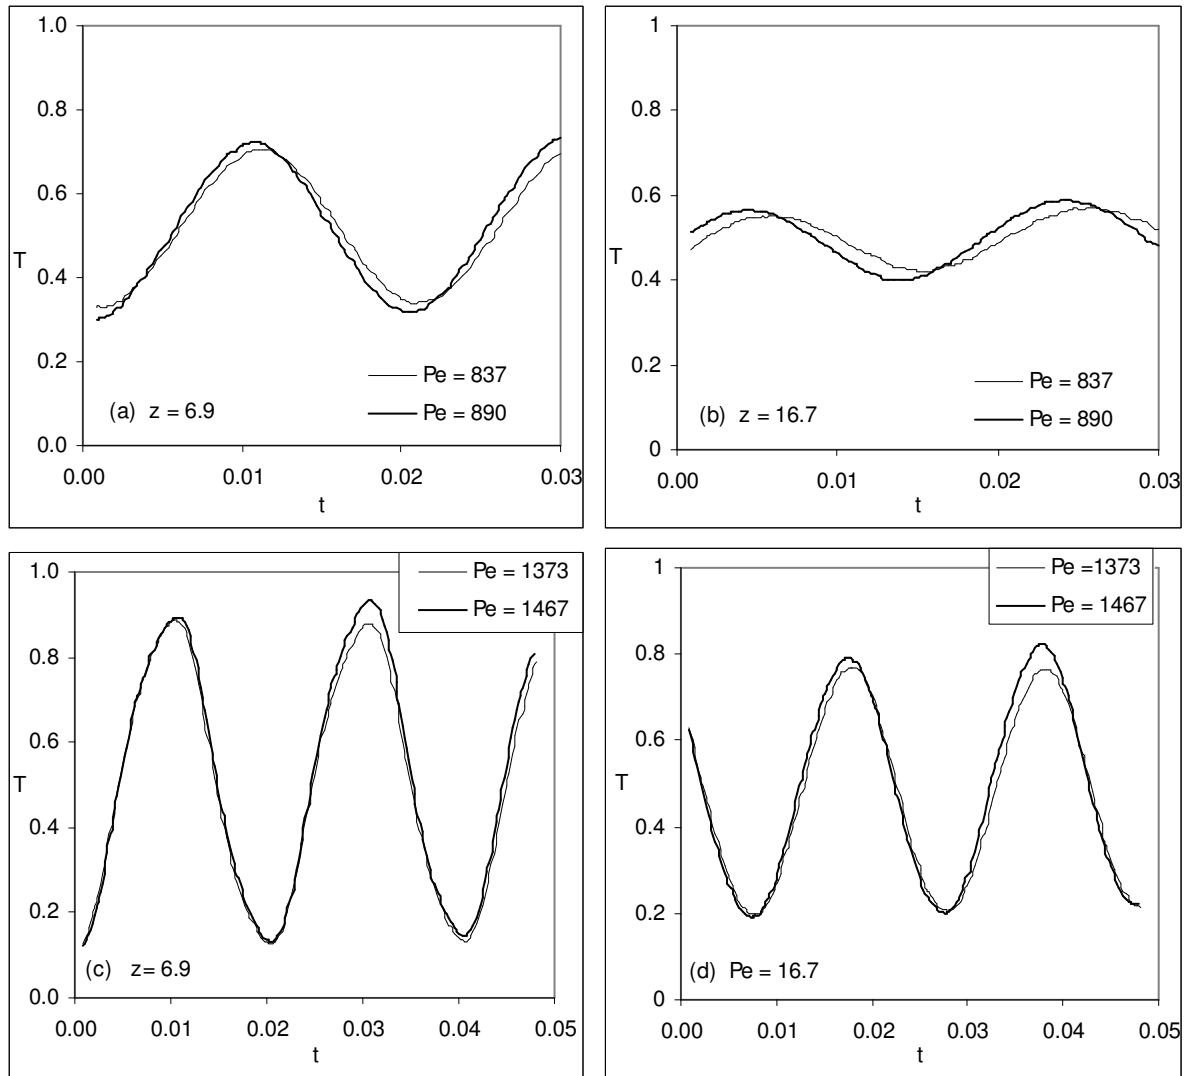 1.0
0.8
0.6
T
0.4
0.2
0.0
0.00 0.01 0.02 0.03
t
Pe = 837
Pe = 890
(a) z = 6.9
1
0.8
0.6
T
0.4
0.2
0
0.00 0.01 0.02 0.03
t
Pe = 837
Pe = 890
(b) z = 16.7
1.0
0.8
0.6
T
0.4
0.2
0.0
0.00 0.01 0.02 0.03 0.04 0.05
t
Pe = 1373
Pe = 1467
(c) z= 6.9
1
0.8
0.6
T
0.4
0.2
0
0.00 0.01 0.02 0.03 0.04 0.05
t
Pe =1373
Pe = 1467
(d) Pe = 16.7